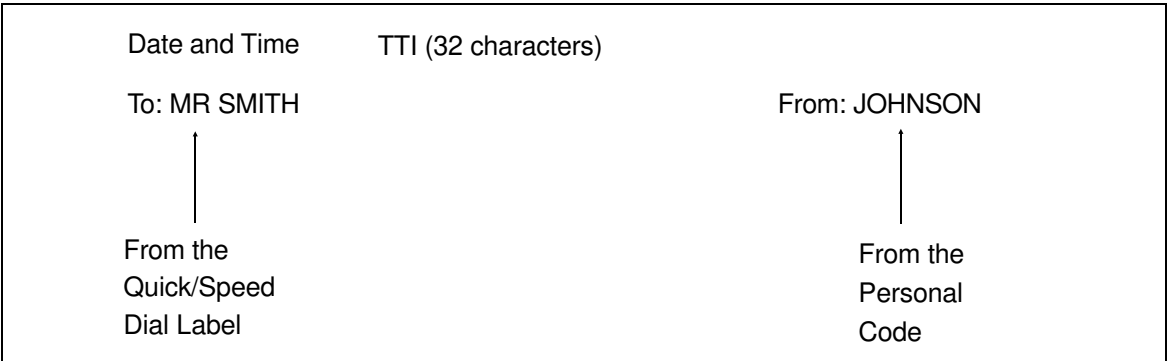 Date and Time TTI (32 characters)
To: MR SMITH From: JOHNSON
From the
Quick/Speed
Dial Label
From the
Personal
Code